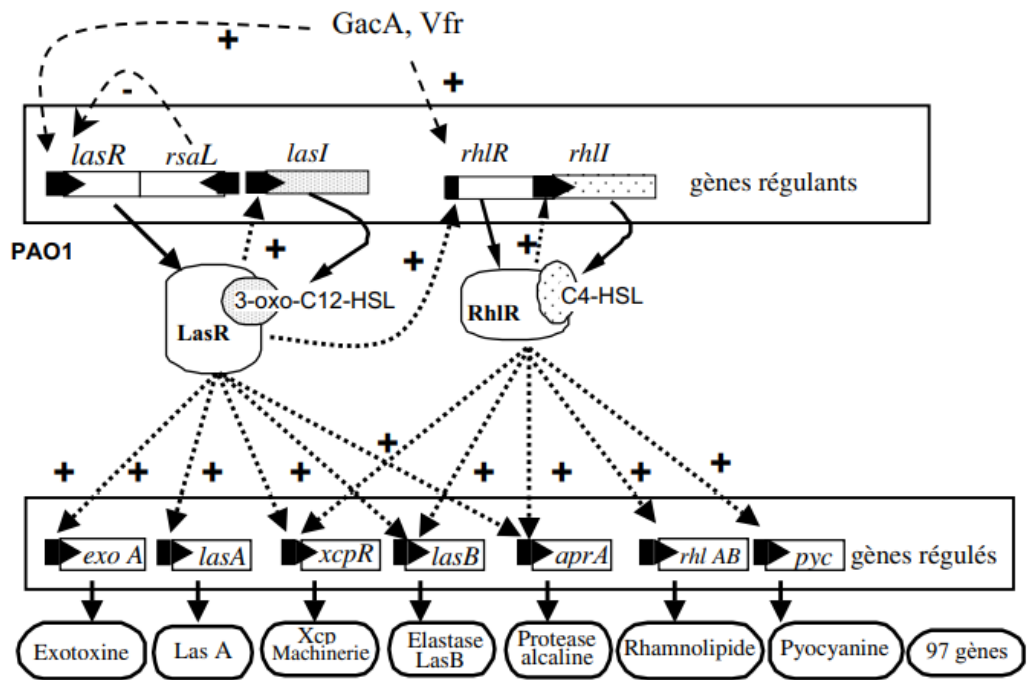 GacA, Vfr
+
+
-
lasR rsaL lasI rhlR rhlI
gènes régulants
PAO1
+ + +
3-oxo-C12-HSL C4-HSL
LasR RhlR
+
+ + + + + + +
exo A lasA xcpR lasB aprA rhl AB pyc gènes régulés
Exotoxine
Las A
Xcp
Machinerie
Elastase
LasB
Protease
alcaline
Rhamnolipide
Pyocyanine
97 gènes